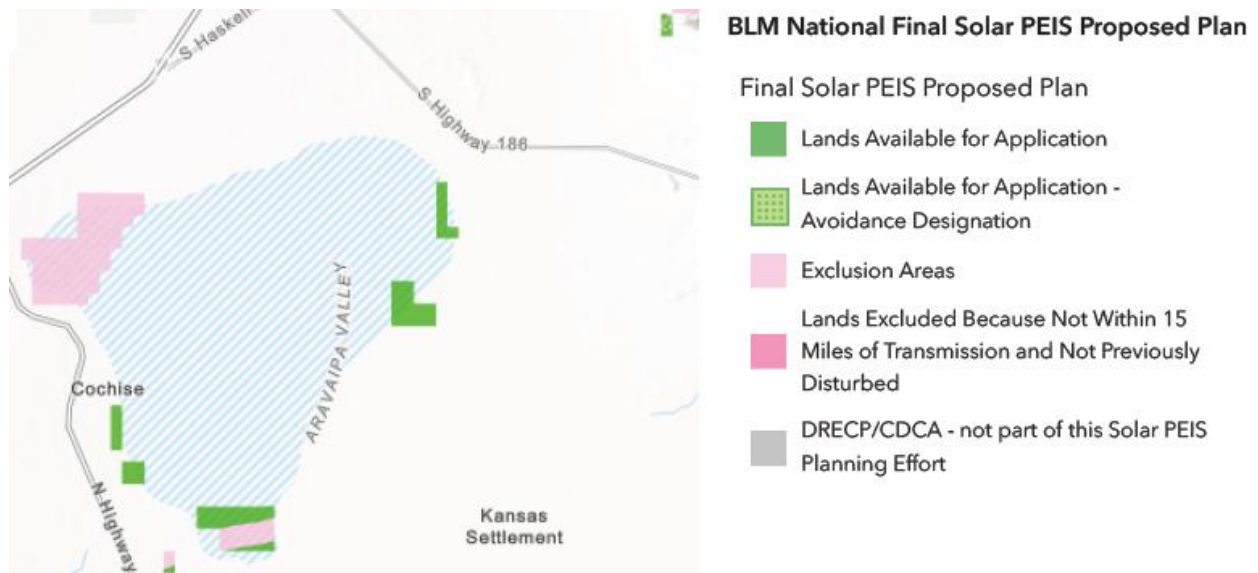 S Haskell
S Highway 186
ARAVAIPA VALLEY
Cochise
N Highway
Kansas
Settlement
BLM National Final Solar PEIS Proposed Plan
Final Solar PEIS Proposed Plan
Lands Available for Application
Lands Available for Application -
Avoidance Designation
Exclusion Areas
Lands Excluded Because Not Within 15
Miles of Transmission and Not Previously
Disturbed
DRECP/CDCA - not part of this Solar PEIS
Planning Effort